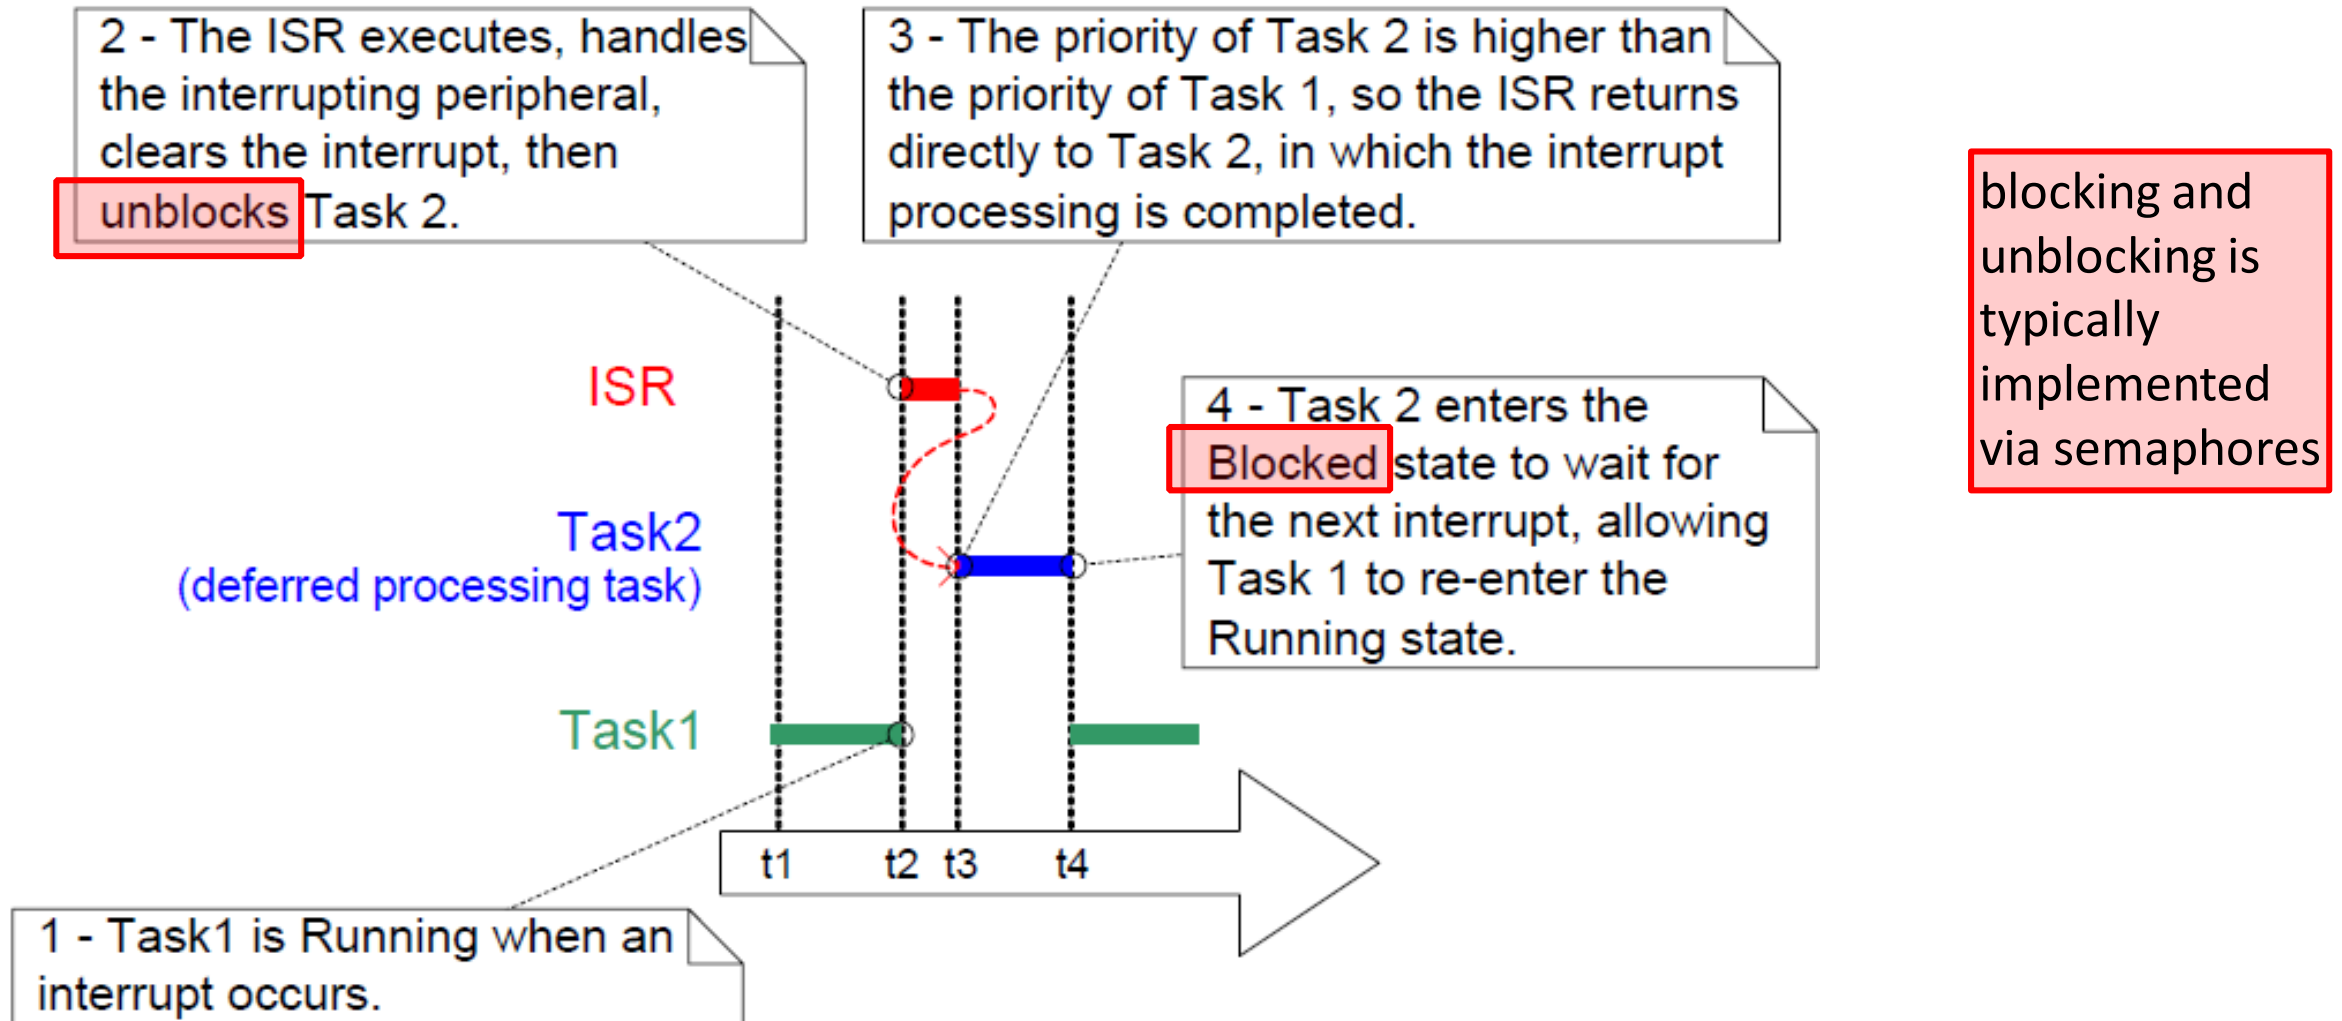 2 - The ISR executes, handles
the interrupting peripheral,
clears the interrupt, then
unblocks Task 2.
3 - The priority of Task 2 is higher than
the priority of Task 1, so the ISR returns
directly to Task 2, in which the interrupt
processing is completed.
blocking and
unblocking is
typically
implemented
via semaphores
ISR
4 - Task 2 enters the
Blocked state to wait for
the next interrupt, allowing
Task 1 to re-enter the
Running state.
Task2
(deferred processing task)
Task1
t1 t2 t3 t4
1 - Task1 is Running when an
interrupt occurs.